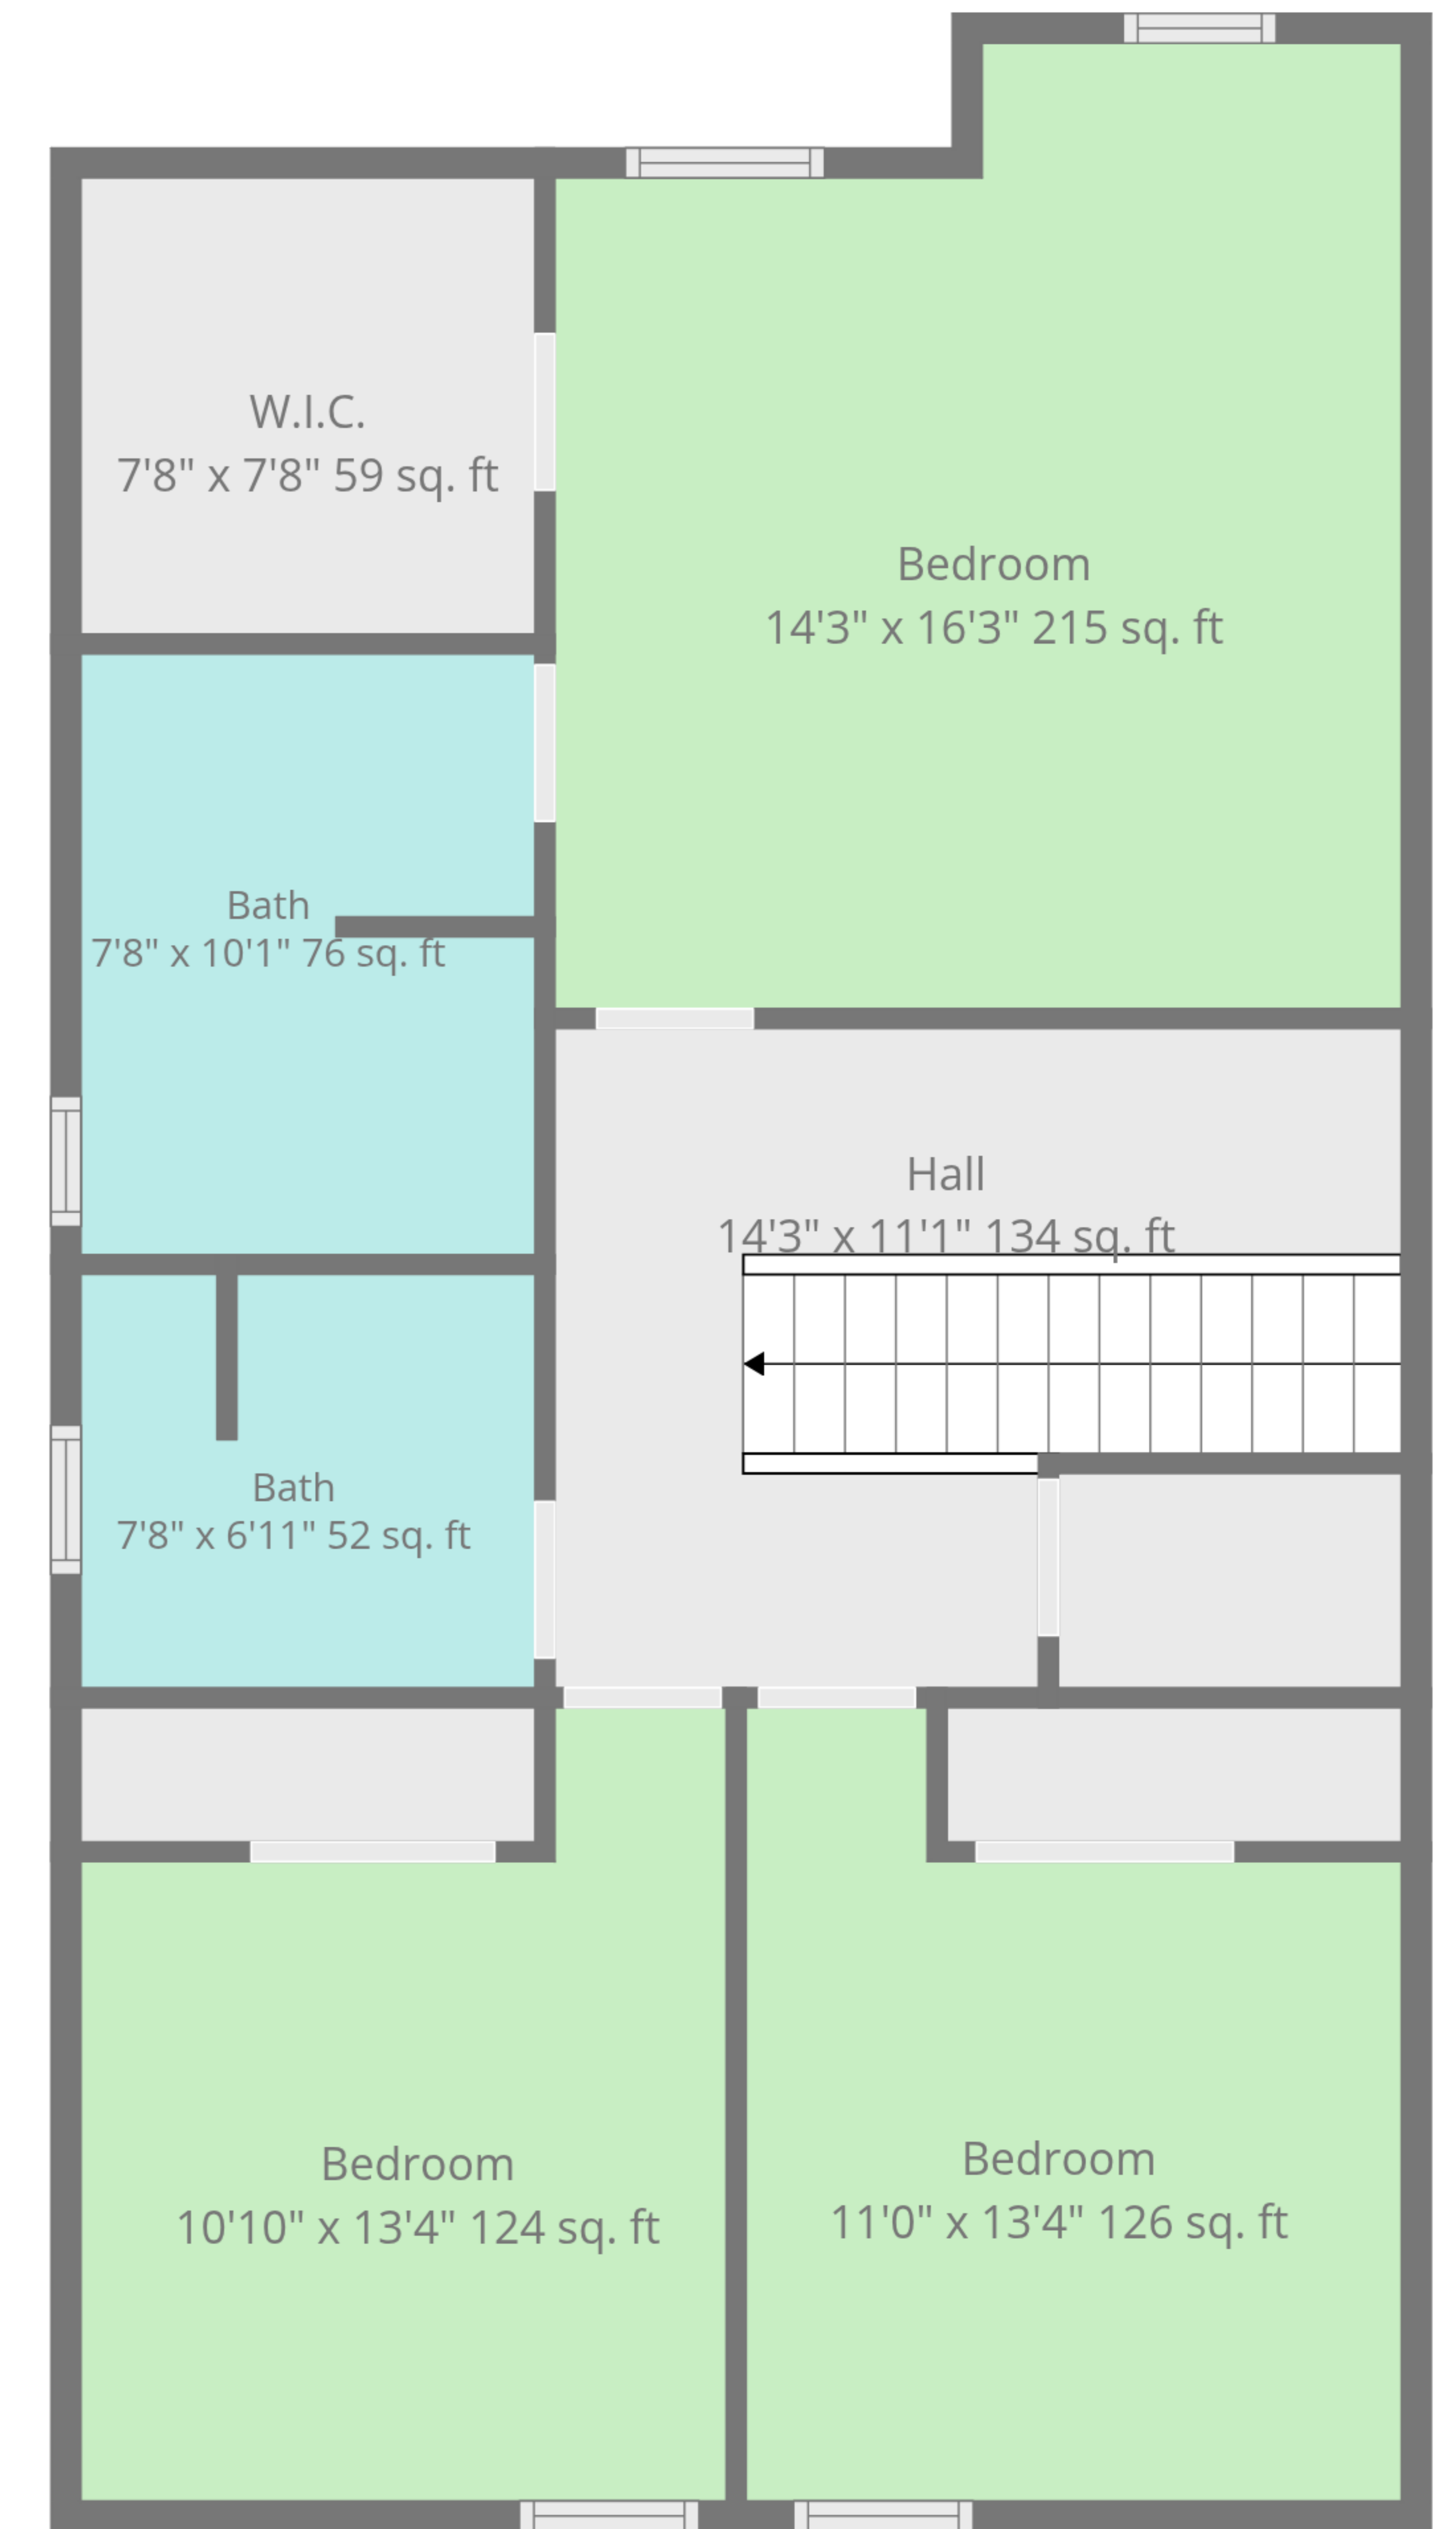 W.I.C.
7'8" x 7'8" 59 sq. ft
Bedroom
14'3" x 16'3" 215 sq. ft
Bath
7'8" x 10'1" 76 sq. ft
Hall
14'3" x 11'1" 134 sq. ft
Bath
7'8" x 6'11" 52 sq. ft
Bedroom
10'10" x 13'4" 124 sq. ft
Bedroom
11'0" x 13'4" 126 sq. ft